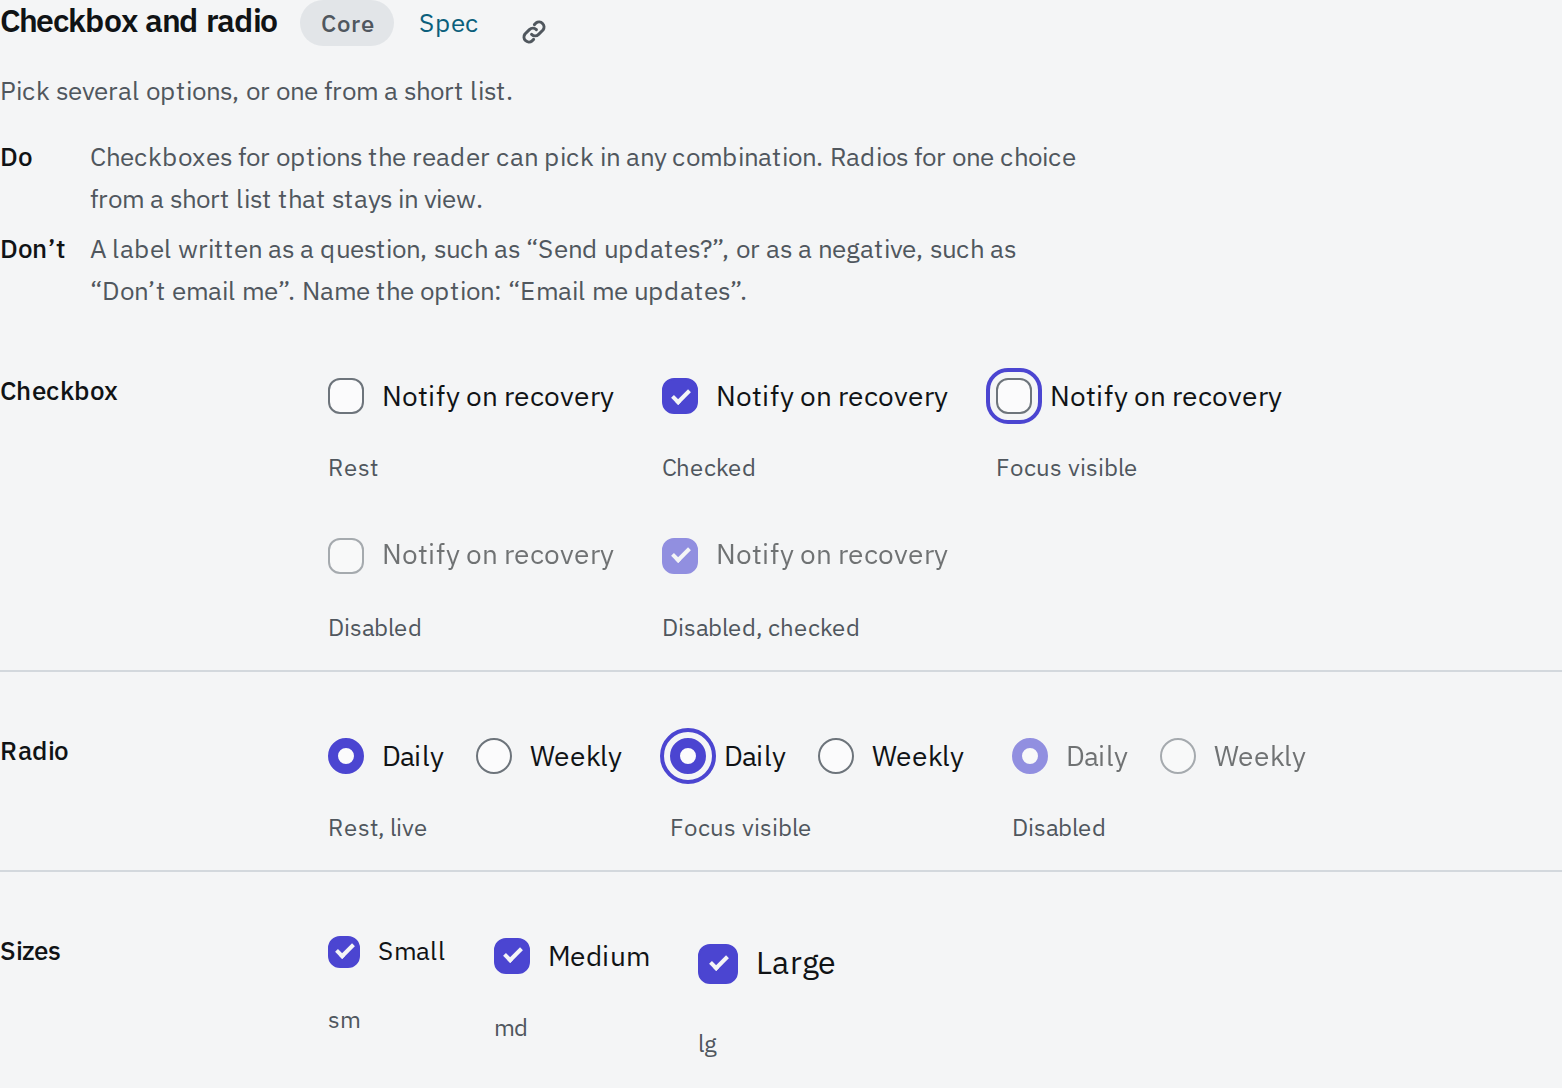 Checkbox and radio Core Spec
Pick several options, or one from a short list.
Do Checkboxes for options the reader can pick in any combination. Radios for one choice
from a short list that stays in view.
Don’t A label written as a question, such as “Send updates?”, or as a negative, such as
“Don’t email me”. Name the option: “Email me updates”.
Checkbox Notify on recovery Notify on recovery Notify on recovery
Rest Checked Focus visible
Notify on recovery Notify on recovery
Disabled Disabled, checked
Radio Daily Weekly Daily Weekly Daily Weekly
Rest, live Focus visible Disabled
Sizes Small Medium Large
sm md lg